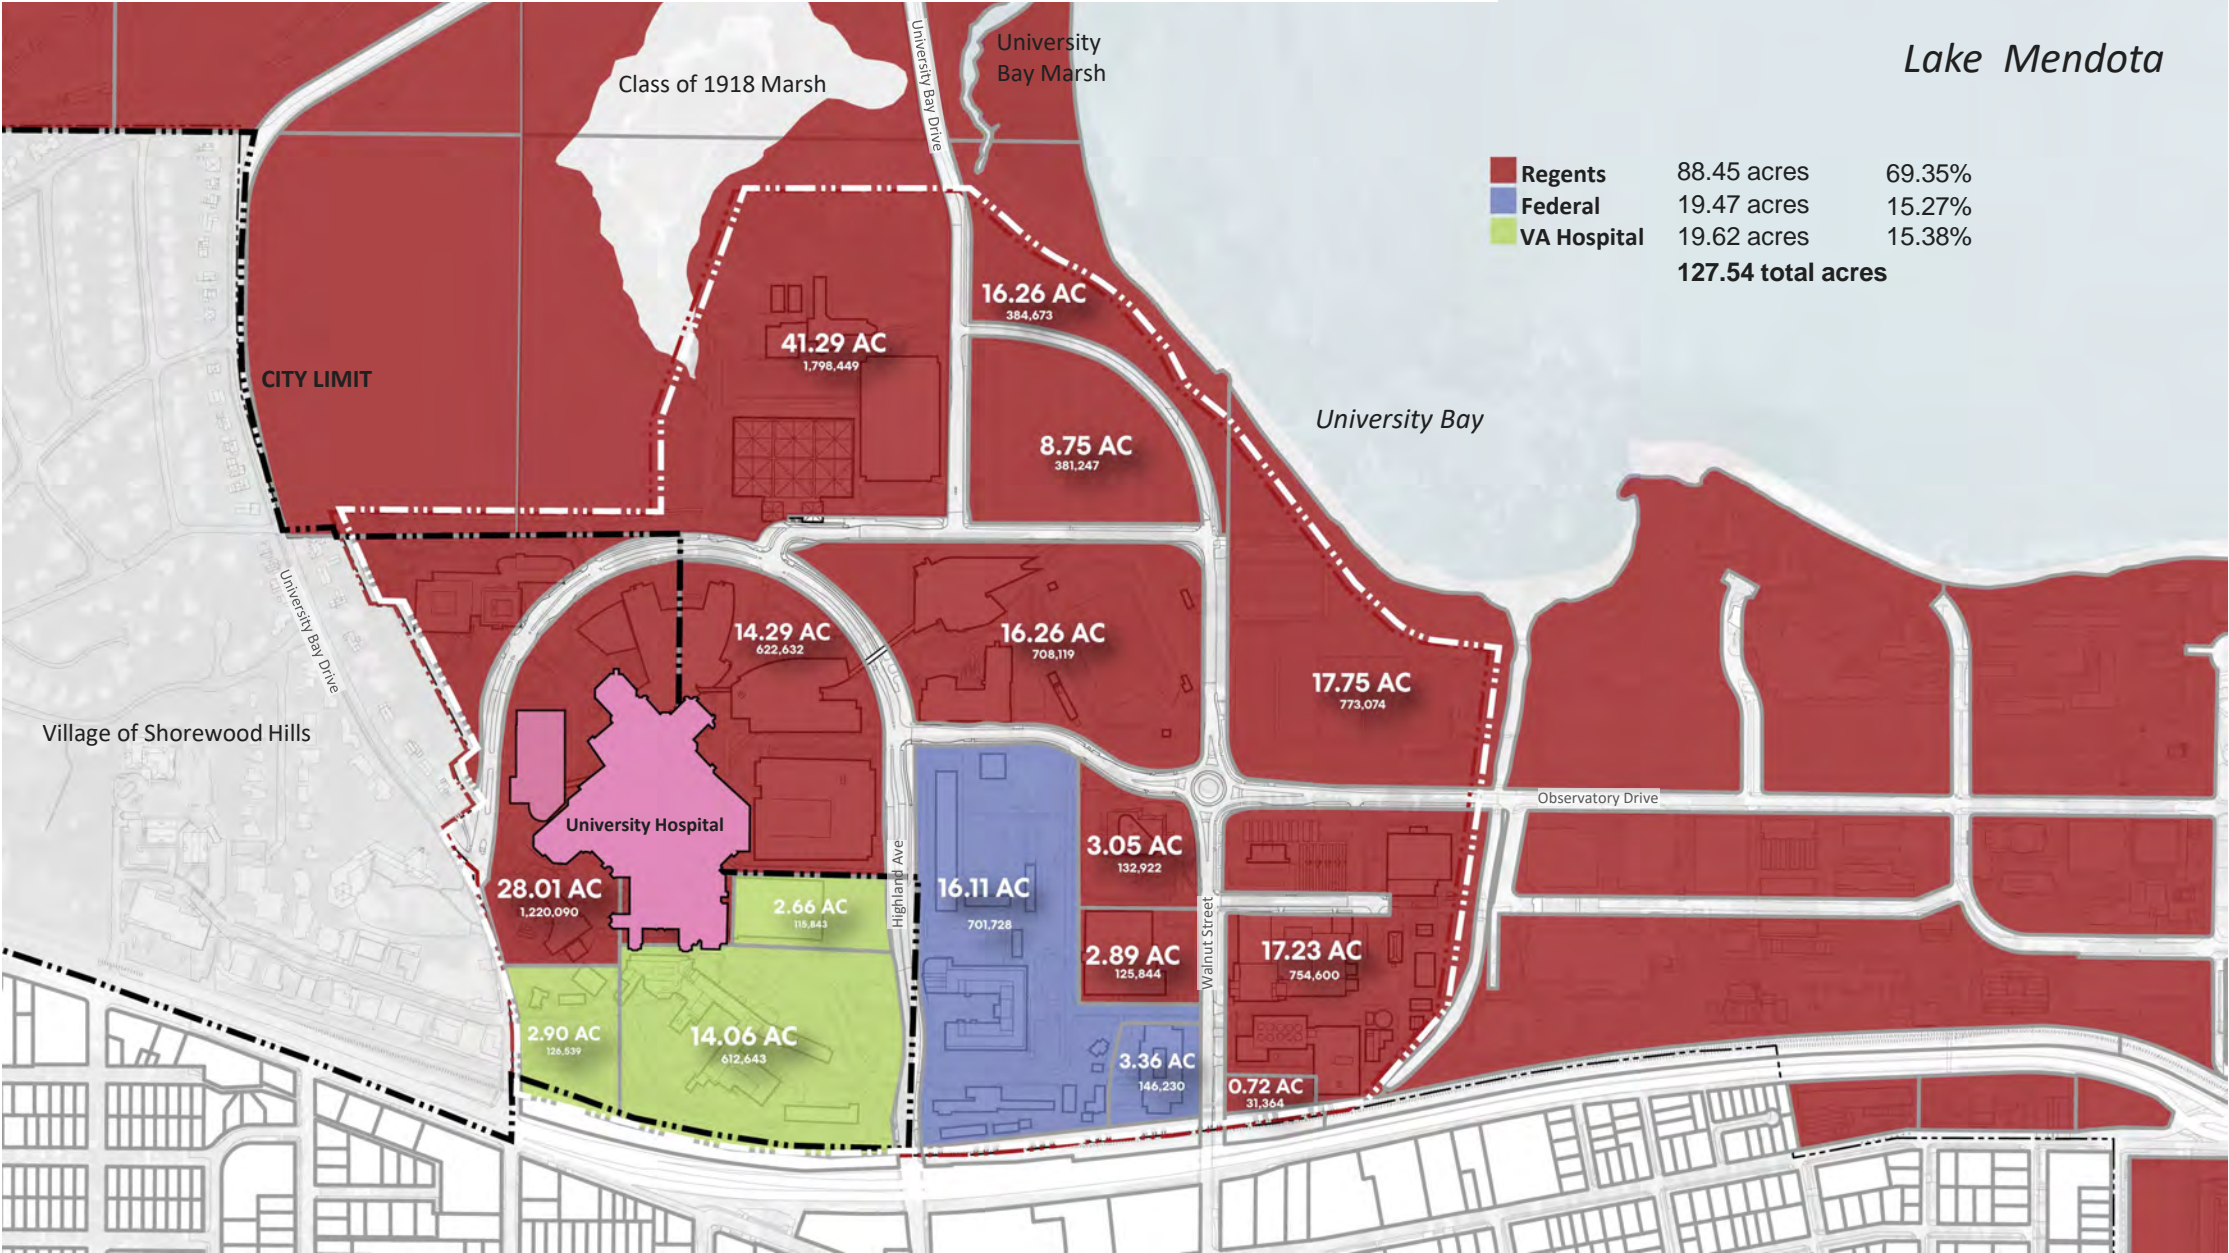 University Bay Drive
University
Bay Marsh
Class of 1918 Marsh
Lake Mendota
Regents 88.45 acres 69.35%
Federal 19.47 acres 15.27%
VA Hospital 19.62 acres 15.38%
127.54 total acres
16.26 AC
384,673
41.29 AC
1,798,449
CITY LIMIT
University Bay
8.75 AC
381,247
University Bay Drive
14.29 AC
622,632
16.26 AC
708,119
17.75 AC
773,074
Village of Shorewood Hills
Observatory Drive
University Hospital
3.05 AC
132,922
28.01 AC
1,220,090
Highland Ave
16.11 AC
701,728
2.66 AC
115,843
Walnut Street
2.89 AC
125,844
17.23 AC
754,600
2.90 AC
126,539
14.06 AC
612,643
3.36 AC
146,230
0.72 AC
31,364